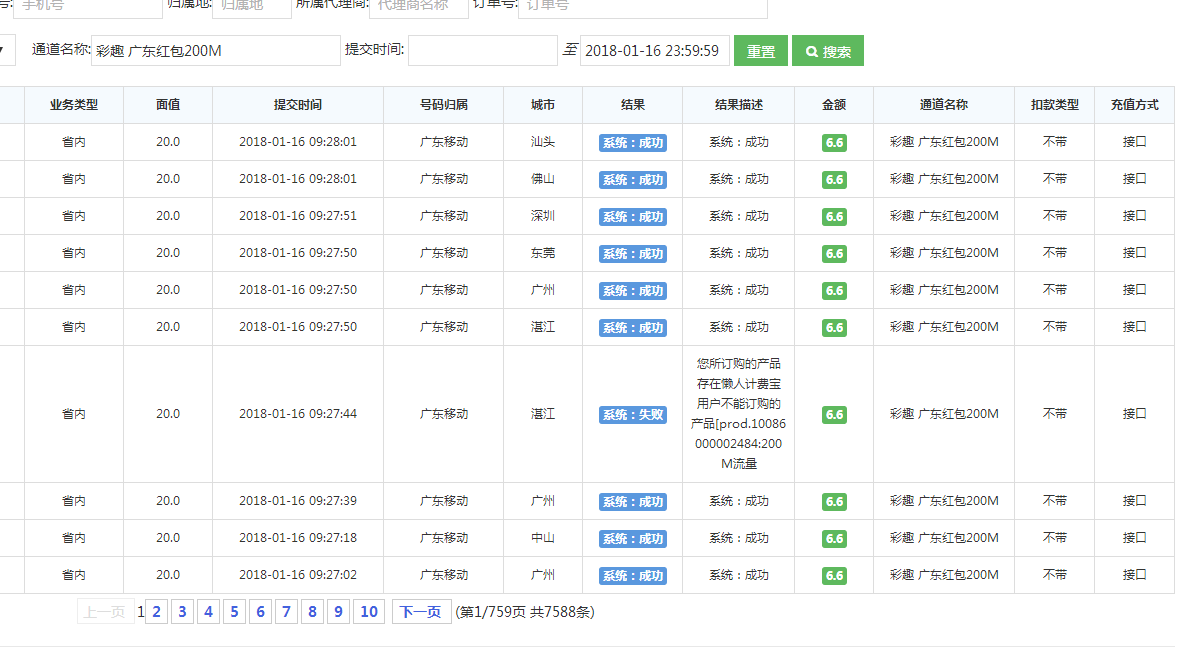 号: 手机号 归属地: 归属地 所属代理商: 代理商名称 订单号: 订单号
通道名称: 彩趣 广东红包200M 提交时间: 至 2018-01-16 23:59:59 重置 搜索
业务类型 面值 提交时间 号码归属 城市 结果 结果描述 金额 通道名称 扣款类型 充值方式
省内 20.0 2018-01-16 09:28:01 广东移动 汕头 系统：成功 系统：成功 6.6 彩趣 广东红包200M 不带 接口
省内 20.0 2018-01-16 09:28:01 广东移动 佛山 系统：成功 系统：成功 6.6 彩趣 广东红包200M 不带 接口
省内 20.0 2018-01-16 09:27:51 广东移动 深圳 系统：成功 系统：成功 6.6 彩趣 广东红包200M 不带 接口
省内 20.0 2018-01-16 09:27:50 广东移动 东莞 系统：成功 系统：成功 6.6 彩趣 广东红包200M 不带 接口
省内 20.0 2018-01-16 09:27:50 广东移动 广州 系统：成功 系统：成功 6.6 彩趣 广东红包200M 不带 接口
省内 20.0 2018-01-16 09:27:50 广东移动 湛江 系统：成功 系统：成功 6.6 彩趣 广东红包200M 不带 接口
省内 20.0 2018-01-16 09:27:44 广东移动 湛江 系统：失败
您所订购的产品
存在懒人计费宝
用户不能订购的
产品[prod.10086
000002484:200
M流量
6.6 彩趣 广东红包200M 不带 接口
省内 20.0 2018-01-16 09:27:39 广东移动 广州 系统：成功 系统：成功 6.6 彩趣 广东红包200M 不带 接口
省内 20.0 2018-01-16 09:27:18 广东移动 中山 系统：成功 系统：成功 6.6 彩趣 广东红包200M 不带 接口
省内 20.0 2018-01-16 09:27:02 广东移动 广州 系统：成功 系统：成功 6.6 彩趣 广东红包200M 不带 接口
上一页 1 2 3 4 5 6 7 8 9 10 下一页 (第1/759页 共7588条)